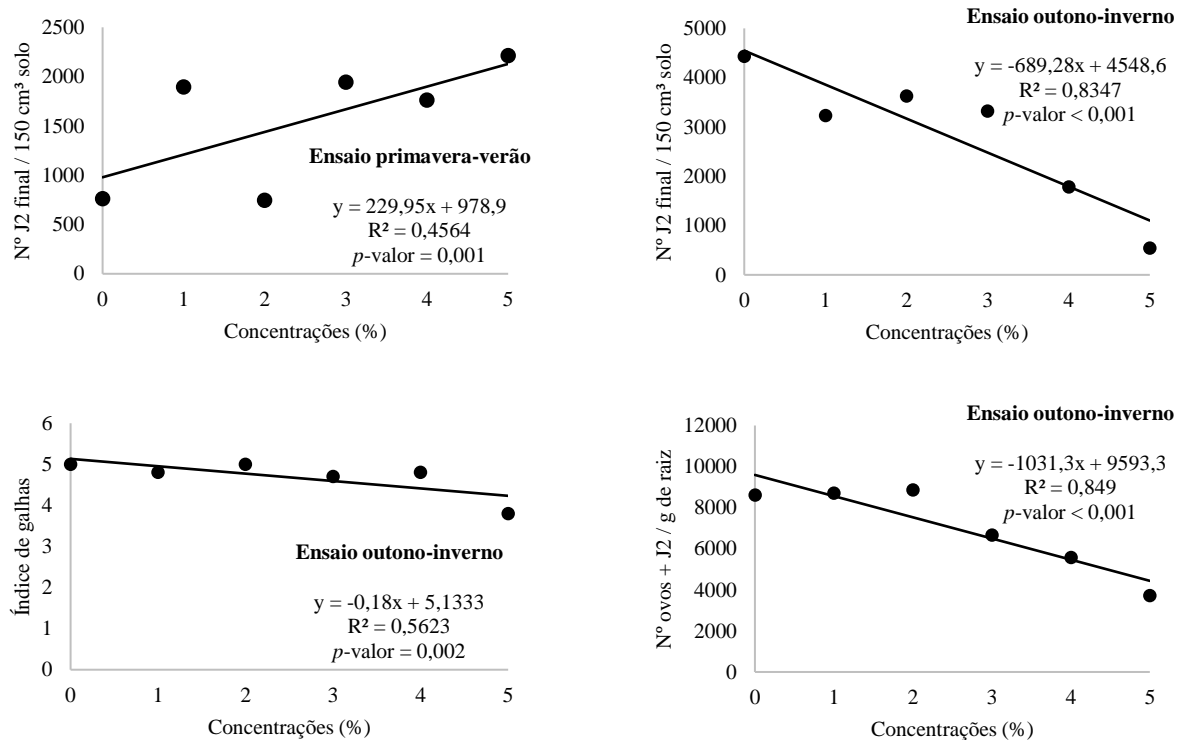 2500
2000
1500
1000
500
0
Nº J2 final / 150 cm³ solo
Ensaio primavera-verão
y = 229,95x + 978,9
R² = 0,4564
p-valor = 0,001
0 1 2 3 4 5
Concentrações (%)
Ensaio outono-inverno
5000
4000
3000
2000
1000
0
Nº J2 final / 150 cm³ solo
y = -689,28x + 4548,6
R² = 0,8347
p-valor < 0,001
0 1 2 3 4 5
Concentrações (%)
6
5
4
3
2
1
0
Índice de galhas
Ensaio outono-inverno
y = -0,18x + 5,1333
R² = 0,5623
p-valor = 0,002
0 1 2 3 4 5
Concentrações (%)
Ensaio outono-inverno
12000
10000
8000
6000
4000
2000
0
Nº ovos + J2 / g de raiz
y = -1031,3x + 9593,3
R² = 0,849
p-valor < 0,001
0 1 2 3 4 5
Concentrações (%)